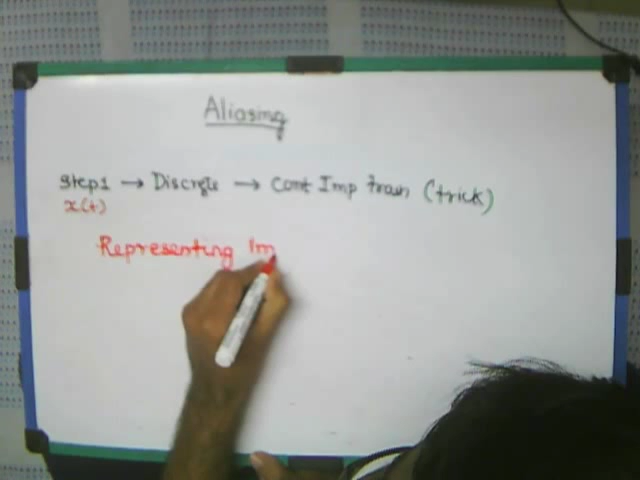 Aliasing
Step1 → Discrete → Cont Imp train (trick)
x(t)
Representing Im